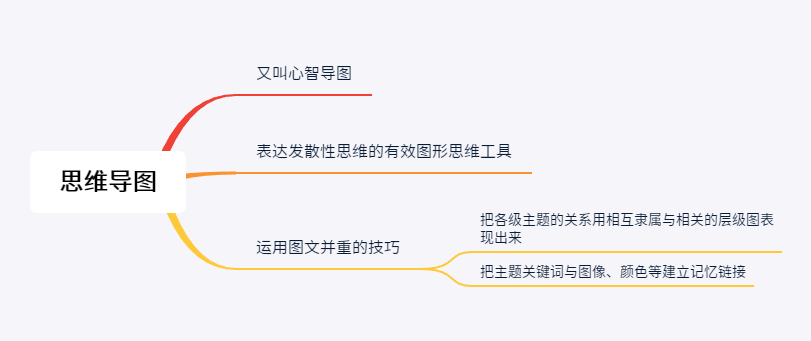 又叫心智导图
表达发散性思维的有效图形思维工具
思维导图
运用图文并重的技巧
把各级主题的关系用相互隶属与相关的层级图表
现出来
把主题关键词与图像、颜色等建立记忆链接